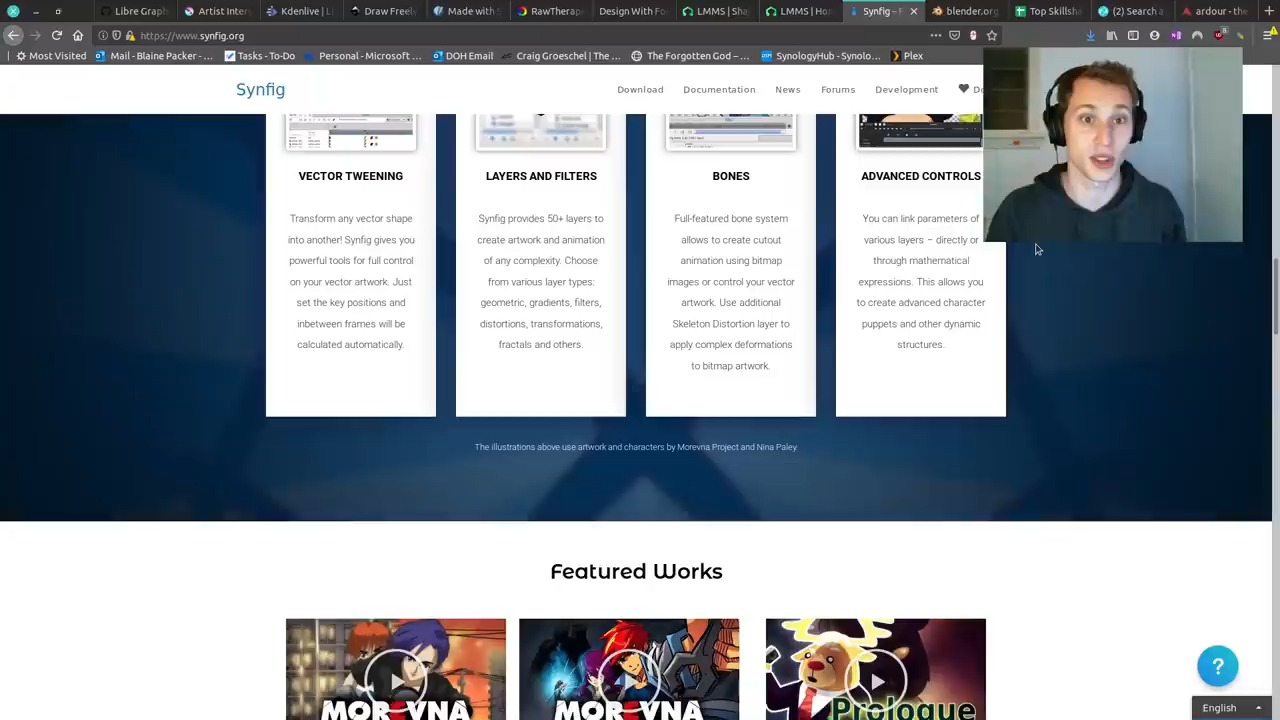 Libre Graphics
Draw Freely
Inkscape
Kdenlive | 
Made with S
RawTherape
Design With Fo
LMMS | Sha
LMMS | Ho
Synfig – F
blender.org
Top Skillsh
(2) Search a
ardour - the
https://www.synfig.org
Most Visited
Mail - Blaine Packer -...
Tasks - To-Do
Personal - Microsoft ...
DOH Email
Craig Groeschel | The...
The Forgotten God –...
SynologyHub - Synolo...
Plex
Synfig
Download
Documentation
News
Forums
Development
VECTOR TWEENING
Transform any vector shape
into another! Synfig gives you
powerful tools for full control
on your vector artwork. Just
set the key positions and
inbetween frames will be
calculated automatically.
LAYERS AND FILTERS
Synfig provides 50+ layers to
create artwork and animation
of any complexity. Choose
from various layer types:
geometric, gradients, filters,
distortions, transformations,
fractals and others.
BONES
Full-featured bone system
allows to create cutout
animation using bitmap
images or control your vector
artwork. Use additional
Skeleton Distortion layer to
apply complex deformations
to bitmap artwork.
ADVANCED CONTROLS
You can link parameters of
various layers – directly or
through mathematical
expressions. This allows you
to create advanced character
puppets and other dynamic
structures.
The illustrations above use artwork and characters by Morevna Project and Nina Paley.
Featured Works
MOREVNA
MOREVNA
Prologue
?
English